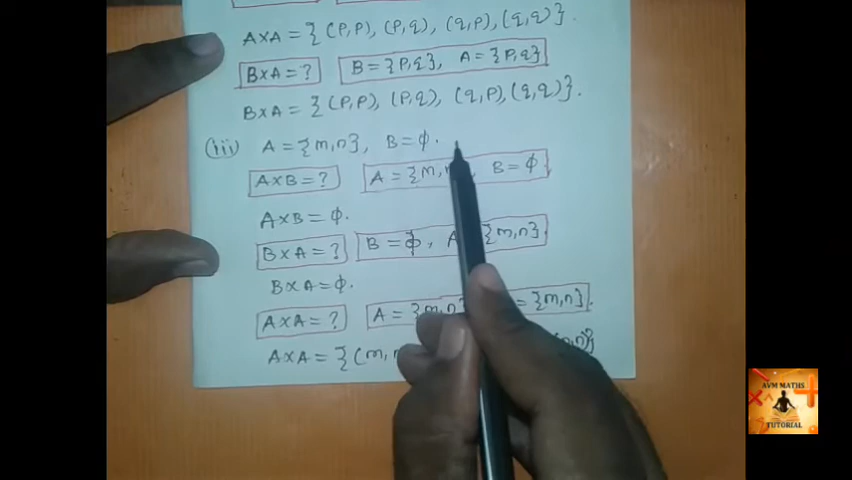 A×A = {(P,P), (P,q), (q,P), (q,q)}.
B×A = ? B = {P,q}, A = {P,q}
B×A = {(P,P), (P,q), (q,P), (q,q)}.
(iii) A = {m,n}, B = ϕ.
A×B = ? A = {m, B = ϕ
A×B = ϕ.
B×A = ? B = ϕ, A {m,n}.
B×A = ϕ.
A×A = ? A = {m,n} = {m,n}.
A×A = {(m,
AVM MATHS
TUTORIAL